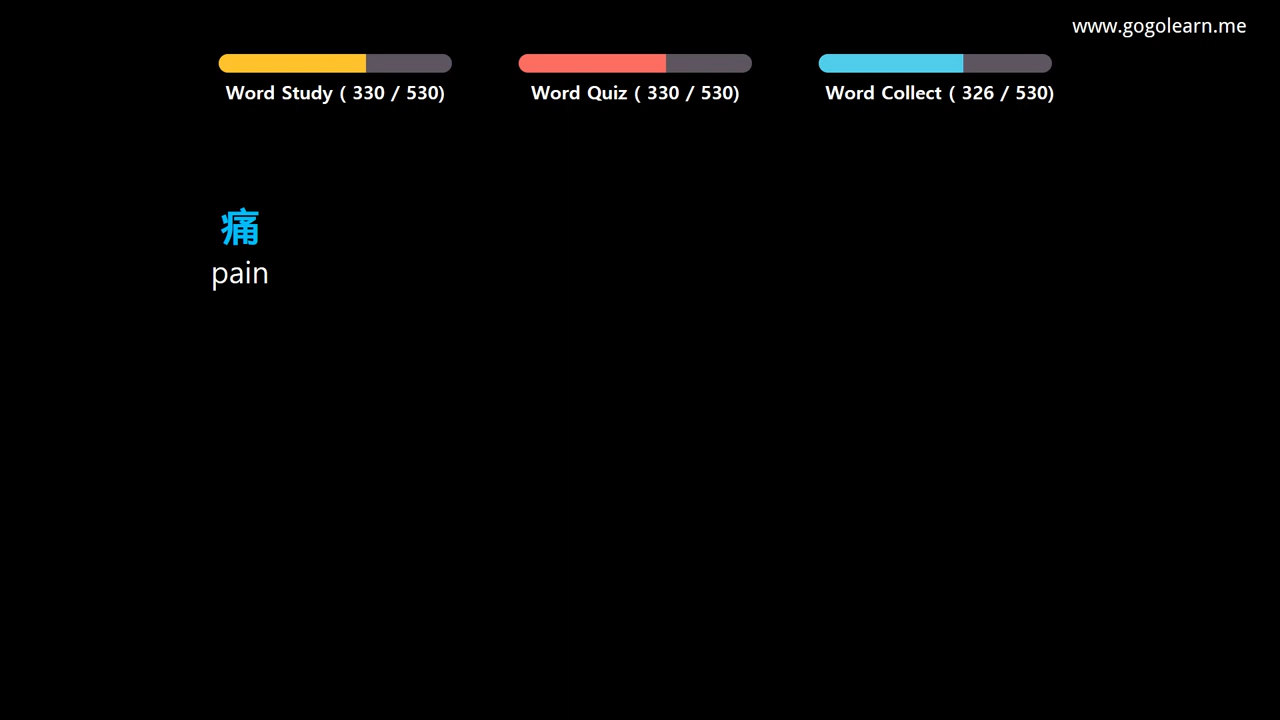 www.gogolearn.me
Word Study ( 330 / 530)
Word Quiz ( 330 / 530)
Word Collect ( 326 / 530)
痛
pain